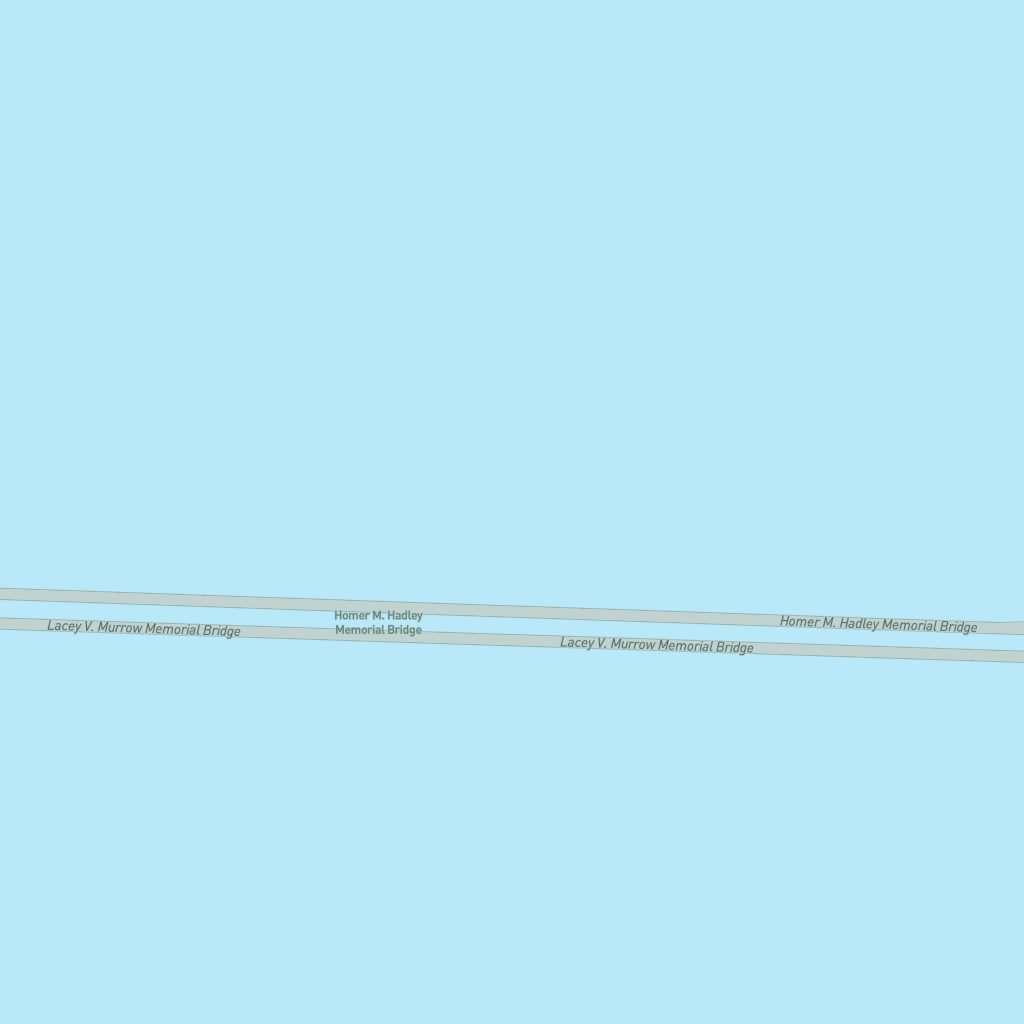 Homer M. Hadley
Memorial Bridge
Homer M. Hadley Memorial Bridge
Lacey V. Murrow Memorial Bridge
Lacey V. Murrow Memorial Bridge